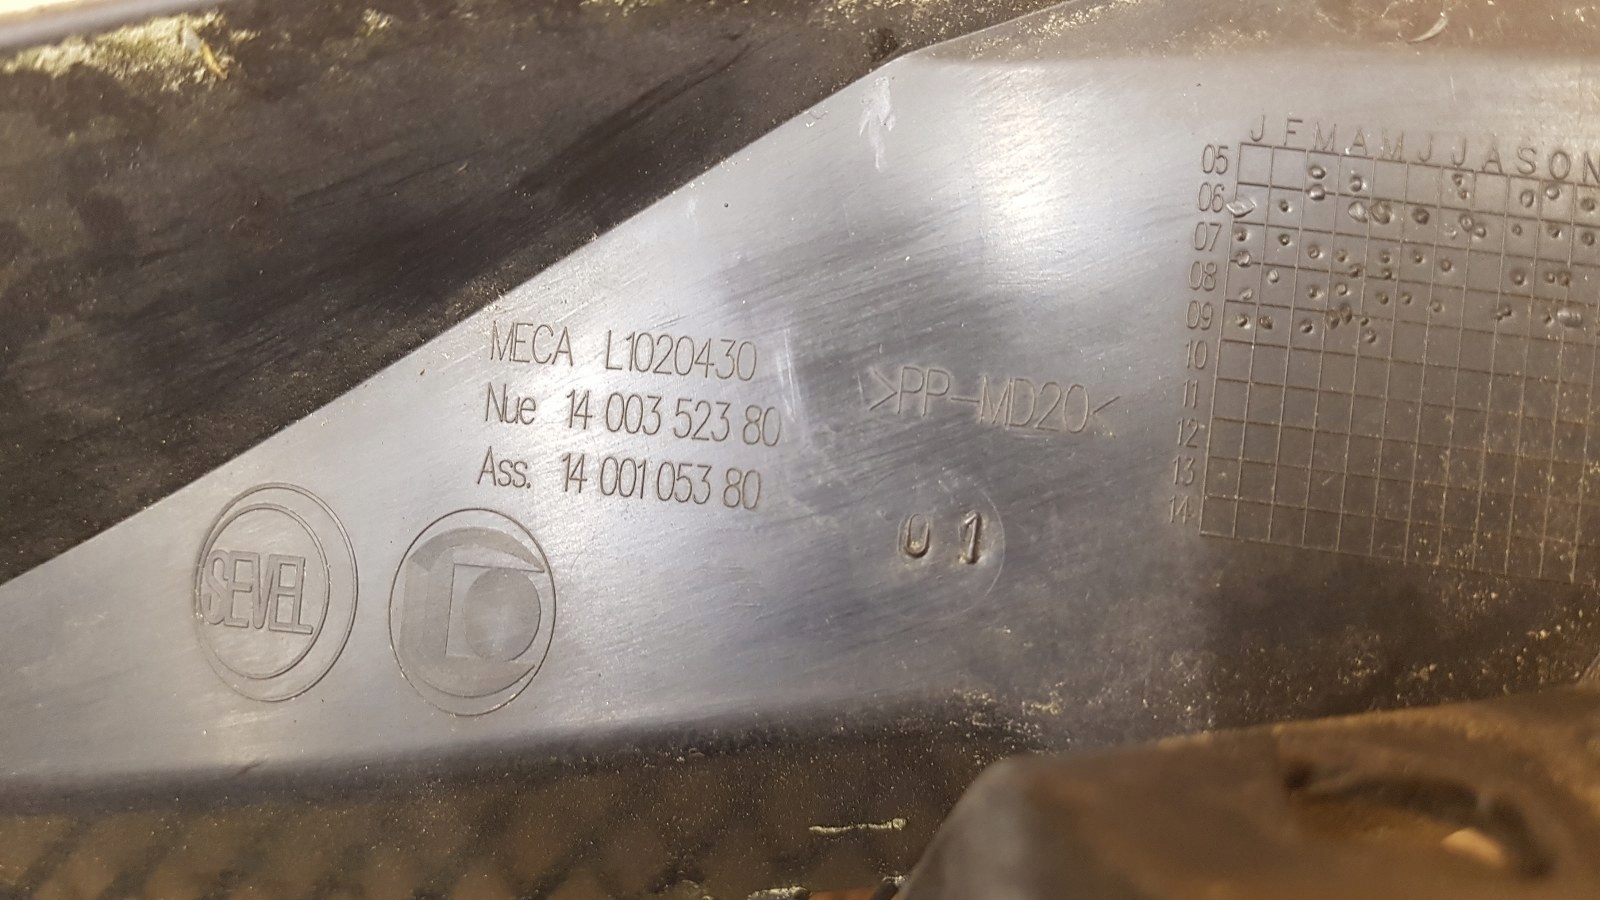 MECA L1020430
Nue 14 003 523 80
Ass. 14 001 053 80
>PP-MD20<
01
SEVEL
J F M A M J J A S O N
05
06
07
08
09
10
11
12
13
14